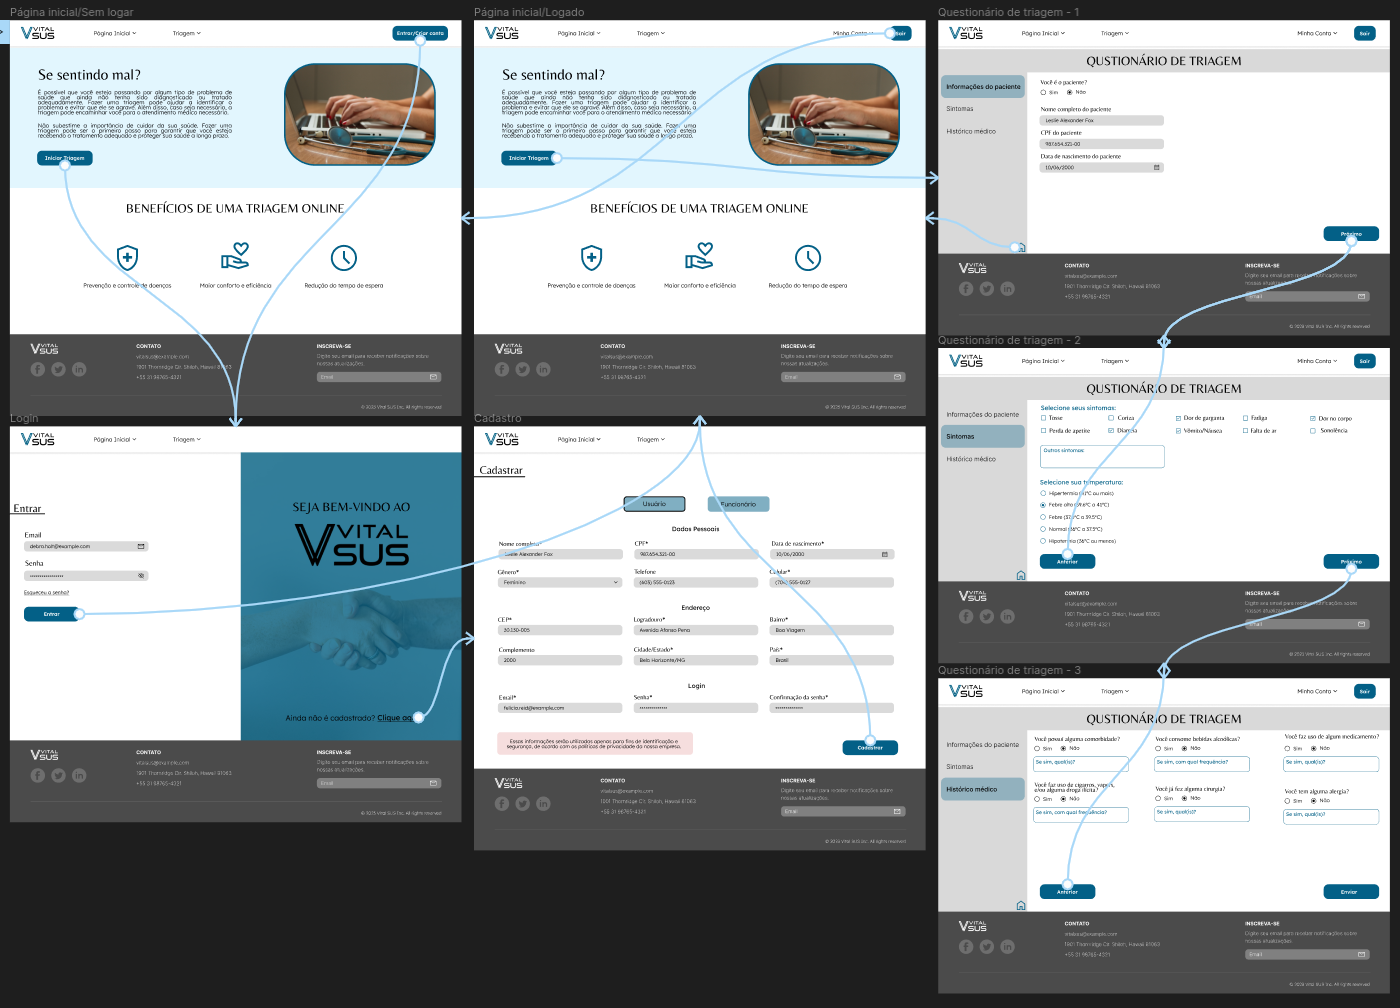 Página inicial/Sem logar
VITAL SUS
Página Inicial
Triagem
Entrar/Criar conta
Se sentindo mal?
É possível que você esteja passando por algum tipo de problema de
saúde que ainda não tenha sido diagnosticado ou tratado
adequadamente. Fazer uma triagem pode ajudar a identificar o
problema e evitar que ele se agrave. Além disso, caso seja necessário, a
triagem pode encaminhar você para o atendimento médico necessário.
Não subestime a importância de cuidar da sua saúde. Fazer uma
triagem pode ser o primeiro passo para garantir que você esteja
recebendo o tratamento adequado e proteger sua saúde a longo prazo.
Iniciar Triagem
BENEFÍCIOS DE UMA TRIAGEM ONLINE
Prevenção e controle de doenças
Maior conforto e eficiência
Redução do tempo de espera
VITAL SUS
CONTATO
vitalsus@example.com
1901 Thornridge Cir. Shiloh, Hawaii 81063
+55 31 98765-4321
INSCREVA-SE
Digite seu email para receber notificações sobre
nossas atualizações
Email
© 2023 Vital SUS Inc. All rights reserved
Página inicial/Logado
VITAL SUS
Página Inicial
Triagem
Minha Conta
Sair
Se sentindo mal?
É possível que você esteja passando por algum tipo de problema de
saúde que ainda não tenha sido diagnosticado ou tratado
adequadamente. Fazer uma triagem pode ajudar a identificar o
problema e evitar que ele se agrave. Além disso, caso seja necessário, a
triagem pode encaminhar você para o atendimento médico necessário.
Não subestime a importância de cuidar da sua saúde. Fazer uma
triagem pode ser o primeiro passo para garantir que você esteja
recebendo o tratamento adequado e proteger sua saúde a longo prazo.
Iniciar Triagem
BENEFÍCIOS DE UMA TRIAGEM ONLINE
Prevenção e controle de doenças
Maior conforto e eficiência
Redução do tempo de espera
VITAL SUS
CONTATO
vitalsus@example.com
1901 Thornridge Cir. Shiloh, Hawaii 81063
+55 31 98765-4321
INSCREVA-SE
Digite seu email para receber notificações sobre
nossas atualizações
Email
© 2023 Vital SUS Inc. All rights reserved
Questionário de triagem - 1
VITAL SUS
Página Inicial
Triagem
Minha Conta
Sair
QUSTIONÁRIO DE TRIAGEM
Informações do paciente
Sintomas
Histórico médico
Você é o paciente?
Sim
Não
Nome completo do paciente
Leslie Alexander Fox
CPF do paciente
987.654.321-00
Data de nascimento do paciente
10/06/2000
Próximo
VITAL SUS
CONTATO
vitalsus@example.com
1901 Thornridge Cir. Shiloh, Hawaii 81063
+55 31 98765-4321
INSCREVA-SE
Digite seu email para receber notificações sobre
nossas atualizações
Email
© 2023 Vital SUS Inc. All rights reserved
Questionário de triagem - 2
VITAL SUS
Página Inicial
Triagem
Minha Conta
Sair
QUSTIONÁRIO DE TRIAGEM
Informações do paciente
Sintomas
Histórico médico
Selecione seus sintomas:
Tosse
Coriza
Dor de garganta
Fadiga
Dor no corpo
Perda de apetite
Diarreia
Vômito/Náusea
Falta de ar
Sonolência
Outros sintomas:
Selecione sua temperatura:
Hipertermia (41°C ou mais)
Febre alta (39.6°C a 41°C)
Febre (37.6°C a 39.5°C)
Normal (36°C a 37.5°C)
Hipotermia (36°C ou menos)
Anterior
Próximo
VITAL SUS
CONTATO
vitalsus@example.com
1901 Thornridge Cir. Shiloh, Hawaii 81063
+55 31 98765-4321
INSCREVA-SE
Digite seu email para receber notificações sobre
nossas atualizações
Email
© 2023 Vital SUS Inc. All rights reserved
Questionário de triagem - 3
VITAL SUS
Página Inicial
Triagem
Minha Conta
Sair
QUSTIONÁRIO DE TRIAGEM
Informações do paciente
Sintomas
Histórico médico
Você possui alguma comorbidade?
Sim
Não
Se sim, qual(is)?
Você consome bebidas alcoólicas?
Sim
Não
Se sim, com qual frequência?
Você faz uso de algum medicamento?
Sim
Não
Se sim, qual(is)?
Você faz uso de cigarros, vapes,
e/ou alguma droga ilícita?
Sim
Não
Se sim, com qual frequência?
Você já fez alguma cirurgia?
Sim
Não
Se sim, qual(is)?
Você tem alguma alergia?
Sim
Não
Se sim, qual(is)?
Anterior
Enviar
VITAL SUS
CONTATO
vitalsus@example.com
1901 Thornridge Cir. Shiloh, Hawaii 81063
+55 31 98765-4321
INSCREVA-SE
Digite seu email para receber notificações sobre
nossas atualizações
Email
© 2023 Vital SUS Inc. All rights reserved
Login
VITAL SUS
Página Inicial
Triagem
Entrar
Email
debra.holt@example.com
Senha
Esqueceu a senha?
Entrar
SEJA BEM-VINDO AO
VITAL SUS
Ainda não é cadastrado? Clique aq
VITAL SUS
CONTATO
vitalsus@example.com
1901 Thornridge Cir. Shiloh, Hawaii 81063
+55 31 98765-4321
INSCREVA-SE
Digite seu email para receber notificações sobre
nossas atualizações
Email
© 2023 Vital SUS Inc. All rights reserved
Cadastro
VITAL SUS
Página Inicial
Triagem
Cadastrar
Usuário
Funcionário
Dados Pessoais
Nome completo*
Leslie Alexander Fox
CPF*
987.654.321-00
Data de nascimento*
10/06/2000
Gênero*
Feminino
Telefone
(603) 555-0123
Celular*
(704) 555-0127
Endereço
CEP*
20.130-005
Logradouro*
Avenida Afonso Pena
Bairro*
Boa Viagem
Complemento
2000
Cidade/Estado*
Belo Horizonte/MG
País*
Brasil
Login
Email*
felicia.reid@example.com
Senha*
Confirmação da senha*
Essas informações serão utilizadas apenas para fins de identificação e
segurança, de acordo com as políticas de privacidade da nossa empresa.
Cadastrar
VITAL SUS
CONTATO
vitalsus@example.com
1901 Thornridge Cir. Shiloh, Hawaii 81063
+55 31 98765-4321
INSCREVA-SE
Digite seu email para receber notificações sobre
nossas atualizações
Email
© 2023 Vital SUS Inc. All rights reserved